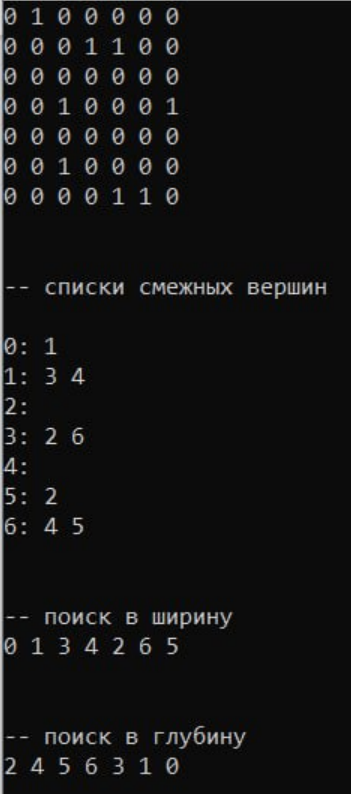 0 1 0 0 0 0 0
0 0 0 1 1 0 0
0 0 0 0 0 0 0
0 0 1 0 0 0 1
0 0 0 0 0 0 0
0 0 1 0 0 0 0
0 0 0 0 1 1 0
-- списки смежных вершин
0: 1
1: 3 4
2:
3: 2 6
4:
5: 2
6: 4 5
-- поиск в ширину
0 1 3 4 2 6 5
-- поиск в глубину
2 4 5 6 3 1 0